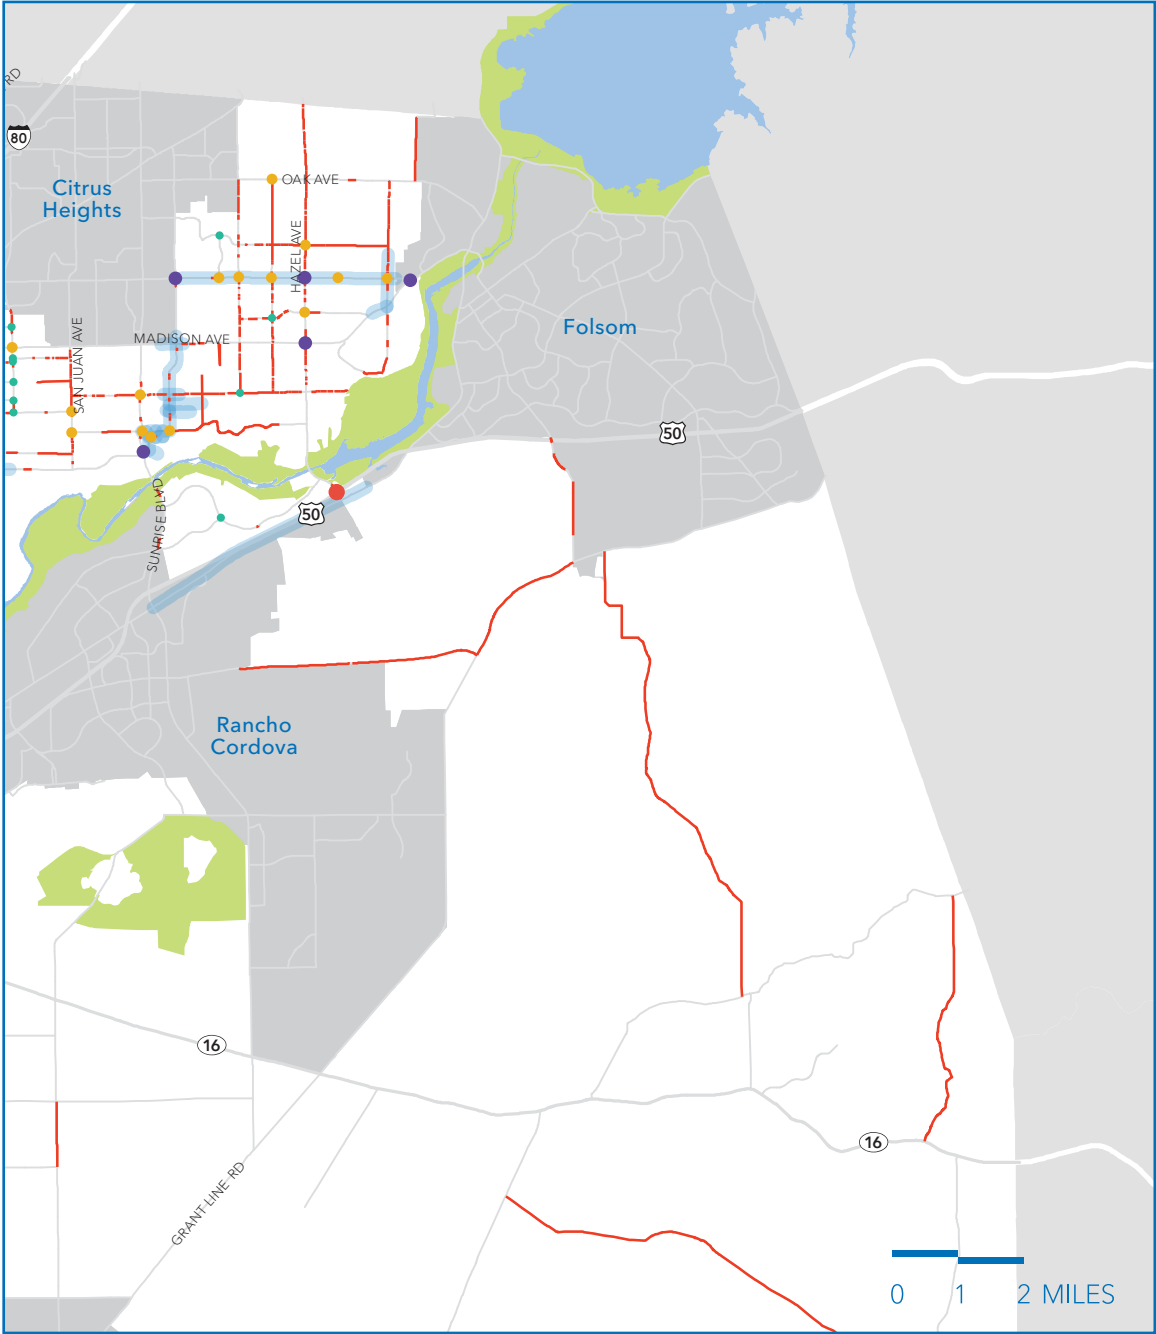 RD
80
Citrus
Heights
OAK AVE
HAZEL AVE
Folsom
SAN JUAN AVE
MADISON AVE
50
SUNRISE BLVD
50
Rancho
Cordova
16
16
GRANT LINE RD
0 1 2 MILES